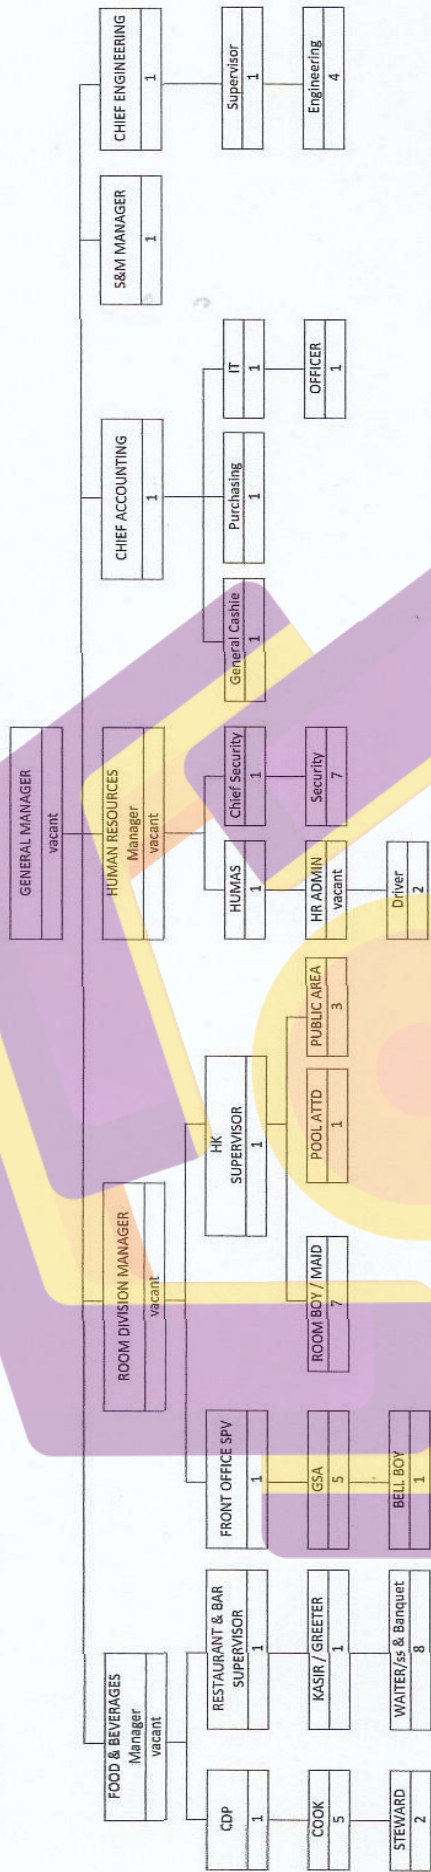 GENERAL MANAGER
vacant
FOOD & BEVERAGES
Manager
vacant
ROOM DIVISION MANAGER
vacant
HUMAN RESOURCES
Manager
vacant
CHIEF ACCOUNTING
1
S&M MANAGER
1
CHIEF ENGINEERING
1
CDP
1
RESTAURANT & BAR
SUPERVISOR
1
FRONT OFFICE SPV
1
HK
SUPERVISOR
1
HUMAS
1
Chief Security
1
General Cashie
1
Purchasing
1
IT
1
Supervisor
1
COOK
5
KASIR / GREETER
1
GSA
5
ROOM BOY / MAID
7
POOL ATTD
1
PUBLIC AREA
3
HR ADMIN
vacant
Security
7
OFFICER
1
Engineering
4
STEWARD
2
WAITER/ss & Banquet
8
BELL BOY
1
Driver
2